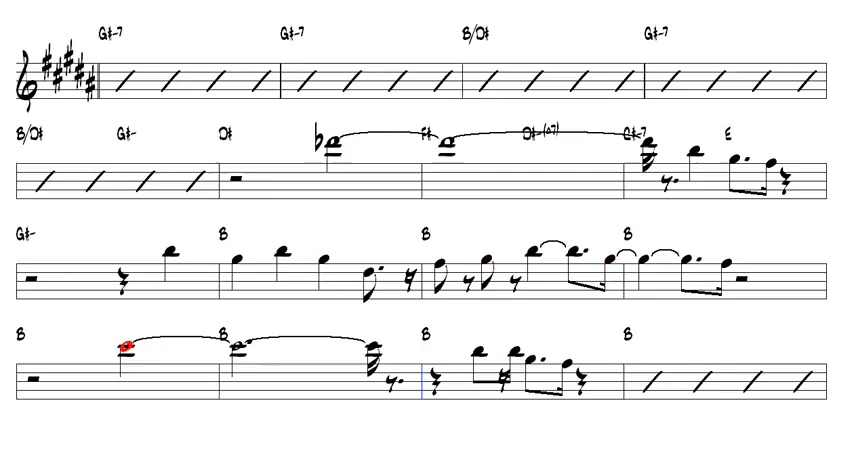 G#-7 G#-7 B/D# G#-7
B/D# G#- D# F# D#-(△7) C#-7 E
G#- B B B
B B B B